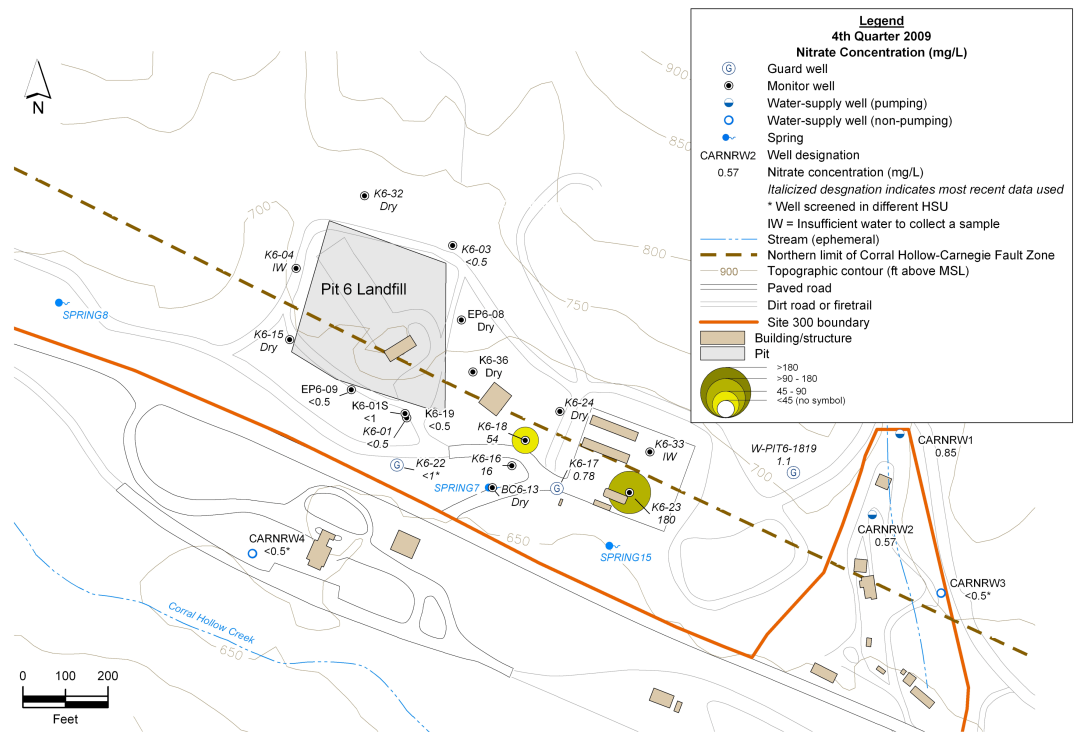 Legend
4th Quarter 2009
Nitrate Concentration (mg/L)
G Guard well
Monitor well
Water-supply well (pumping)
Water-supply well (non-pumping)
Spring
CARNRW2 Well designation
0.57 Nitrate concentration (mg/L)
Italicized desgnation indicates most recent data used
* Well screened in different HSU
IW = Insufficient water to collect a sample
Stream (ephemeral)
Northern limit of Corral Hollow-Carnegie Fault Zone
900 Topographic contour (ft above MSL)
Paved road
Dirt road or firetrail
Site 300 boundary
Building/structure
Pit
>180
>90 - 180
45 - 90
<45 (no symbol)
N
900
850
800
750
700
700
650
650
K6-32
Dry
K6-03
<0.5
K6-04
IW
Pit 6 Landfill
SPRING8
EP6-08
Dry
K6-15
Dry
K6-36
Dry
EP6-09
<0.5
K6-01S
<1
K6-01
<0.5
K6-19
<0.5
K6-24
Dry
K6-18
54
K6-33
IW
W-PIT6-1819
1.1
G
CARNRW1
0.85
G
K6-22
<1*
K6-16
16
K6-17
0.78
G
SPRING7
BC6-13
Dry
K6-23
180
CARNRW2
0.57
CARNRW4
<0.5*
SPRING15
CARNRW3
<0.5*
Corral Hollow Creek
0 100 200
Feet